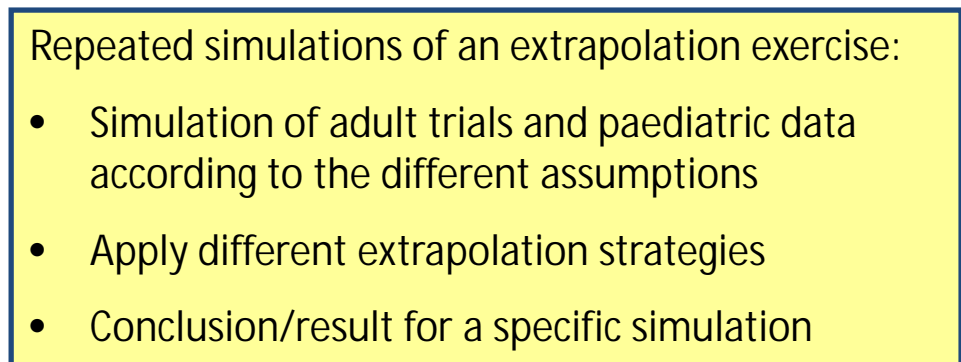 Repeated simulations of an extrapolation exercise:
• Simulation of adult trials and paediatric data
according to the different assumptions
• Apply different extrapolation strategies
• Conclusion/result for a specific simulation